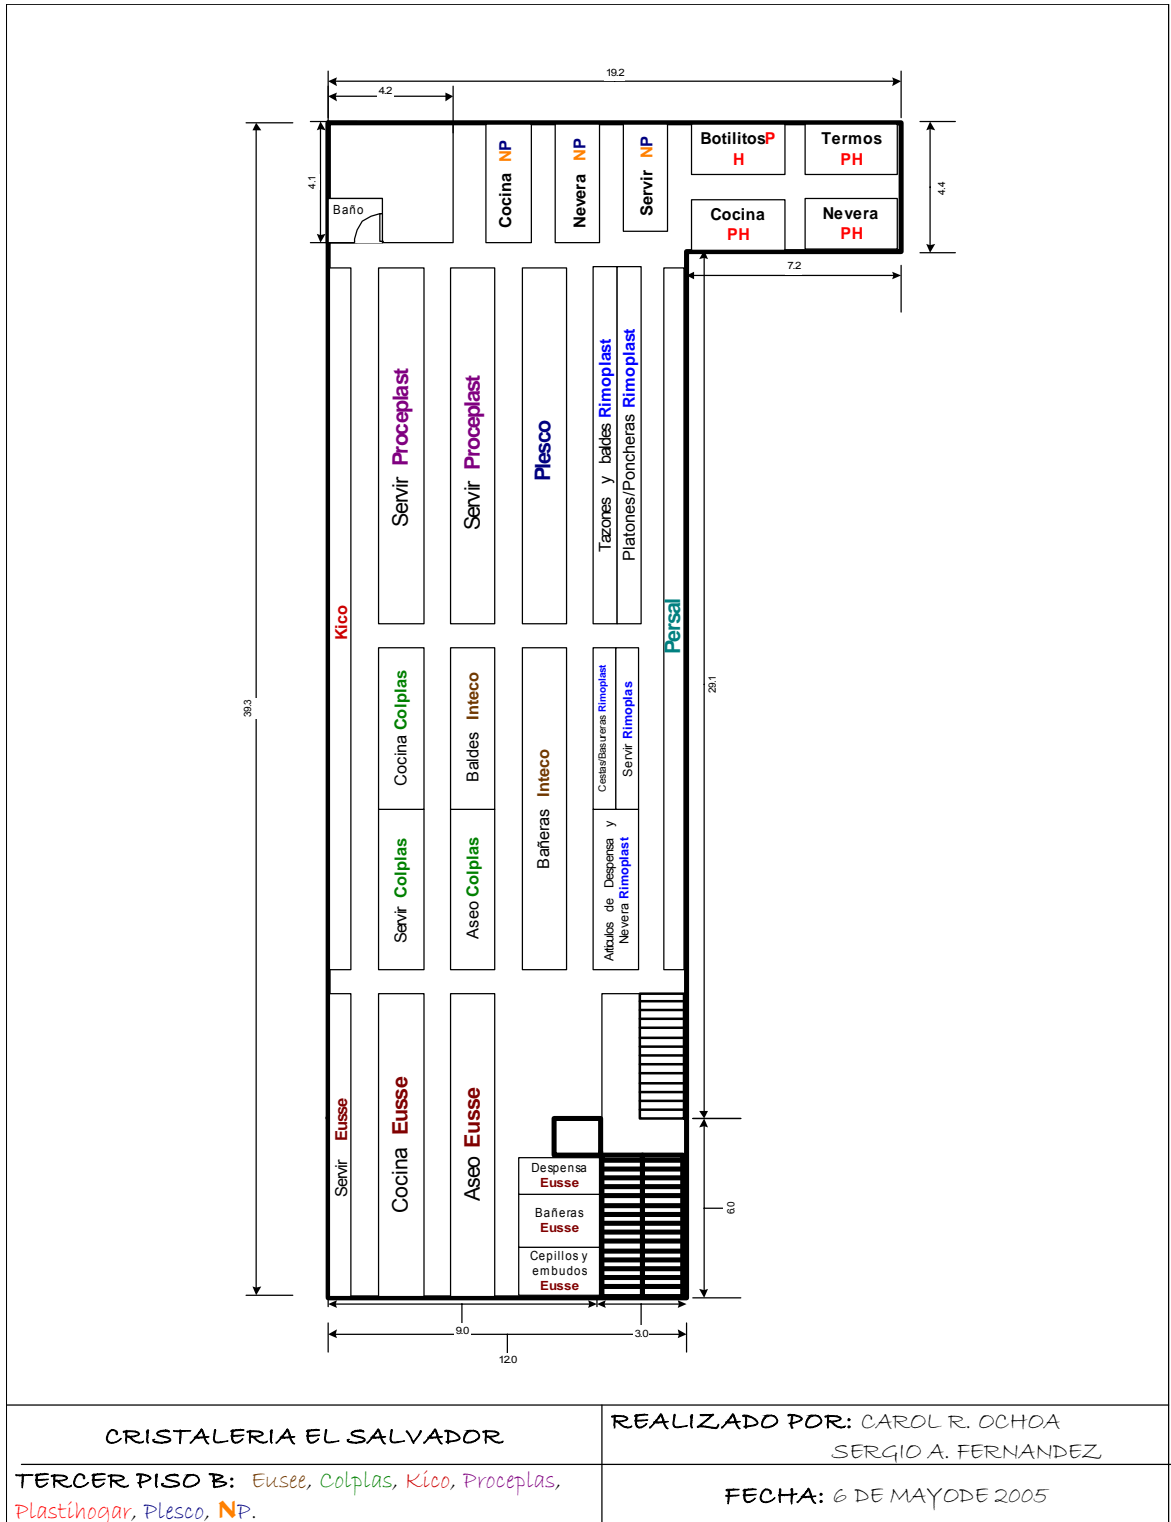 19.2
4.2
4.1
4.4
Cocina NP
Nevera NP
Servir NP
BotilitosP
H
Termos
PH
Baño
Cocina
PH
Nevera
PH
7.2
Kico
Servir Proceplast
Servir Proceplast
Plesco
Tazones y baldes Rimoplast
Platones/Poncheras Rimoplast
Persal
39.3
29.1
Cocina Colplas
Baldes Inteco
Bañeras Inteco
Cestas/Basureras Rimoplast
Servir Rimoplas
Servir Colplas
Aseo Colplas
Articulos de Despensa y
Nevera Rimoplast
Servir Eusse
Cocina Eusse
Aseo Eusse
Despensa
Eusse
Bañeras
Eusse
Cepillos y
embudos
Eusse
6.0
9.0
3.0
12.0
CRISTALERIA EL SALVADOR
REALIZADO POR: CAROL R. OCHOA
SERGIO A. FERNANDEZ
TERCER PISO B: Eusee, Colplas, Kico, Proceplas,
Plastihogar, Plesco, NP.
FECHA: 6 DE MAYODE 2005